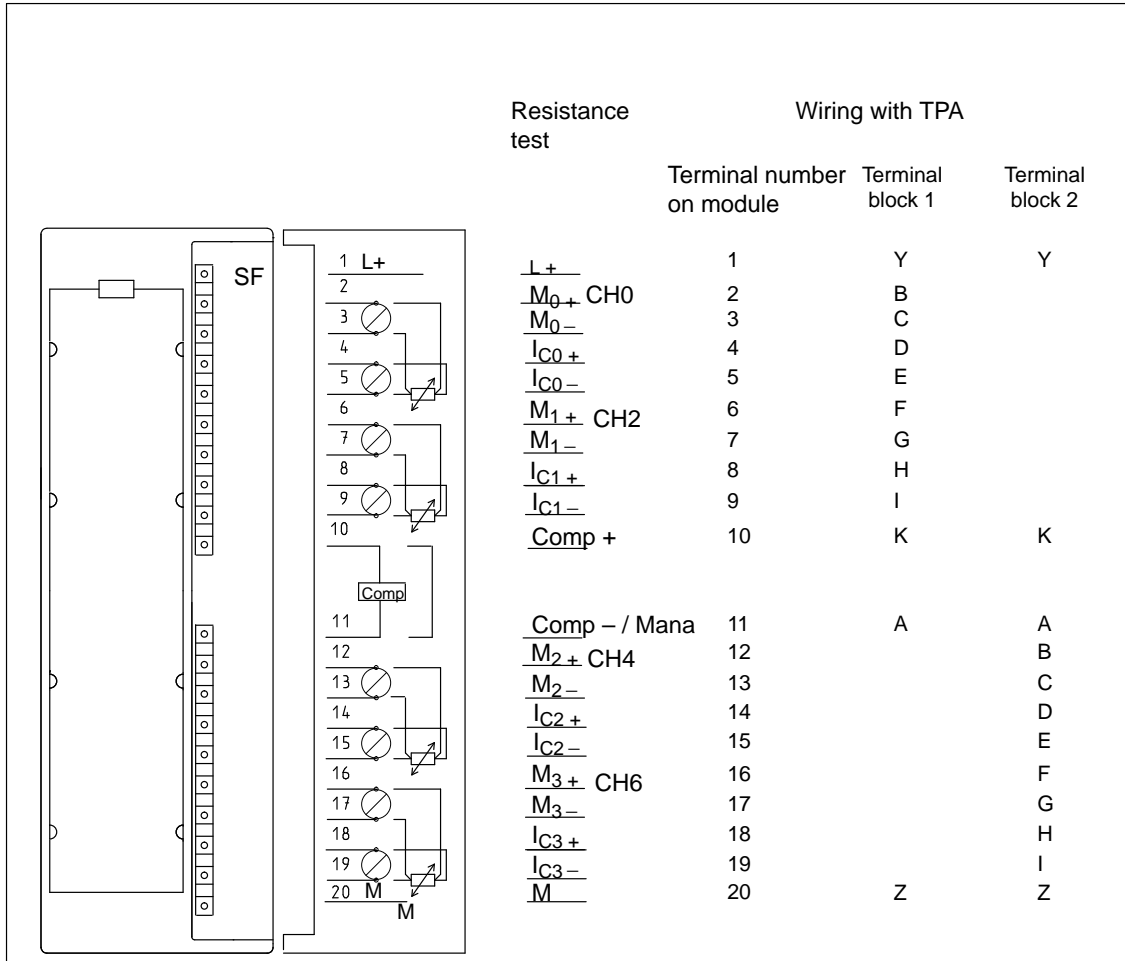 Resistance test
Wiring with TPA
Terminal number on module
Terminal block 1
Terminal block 2
SF
1 L+
2
3
4
5
6
7
8
9
10
Comp
11
12
13
14
15
16
17
18
19
20 M
M
L + 1 Y Y
M0 + CH0 2 B
M0 – 3 C
IC0 + 4 D
IC0 – 5 E
M1 + CH2 6 F
M1 – 7 G
IC1 + 8 H
IC1 – 9 I
Comp + 10 K K
Comp – / Mana 11 A A
M2 + CH4 12 B
M2 – 13 C
IC2 + 14 D
IC2 – 15 E
M3 + CH6 16 F
M3 – 17 G
IC3 + 18 H
IC3 – 19 I
M 20 Z Z